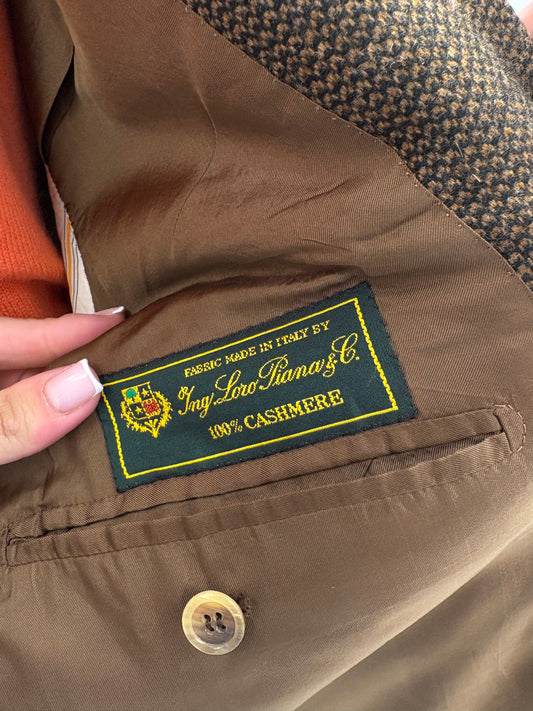 FABRIC MADE IN ITALY BY
Ing. Loro Piana & C.
100% CASHMERE